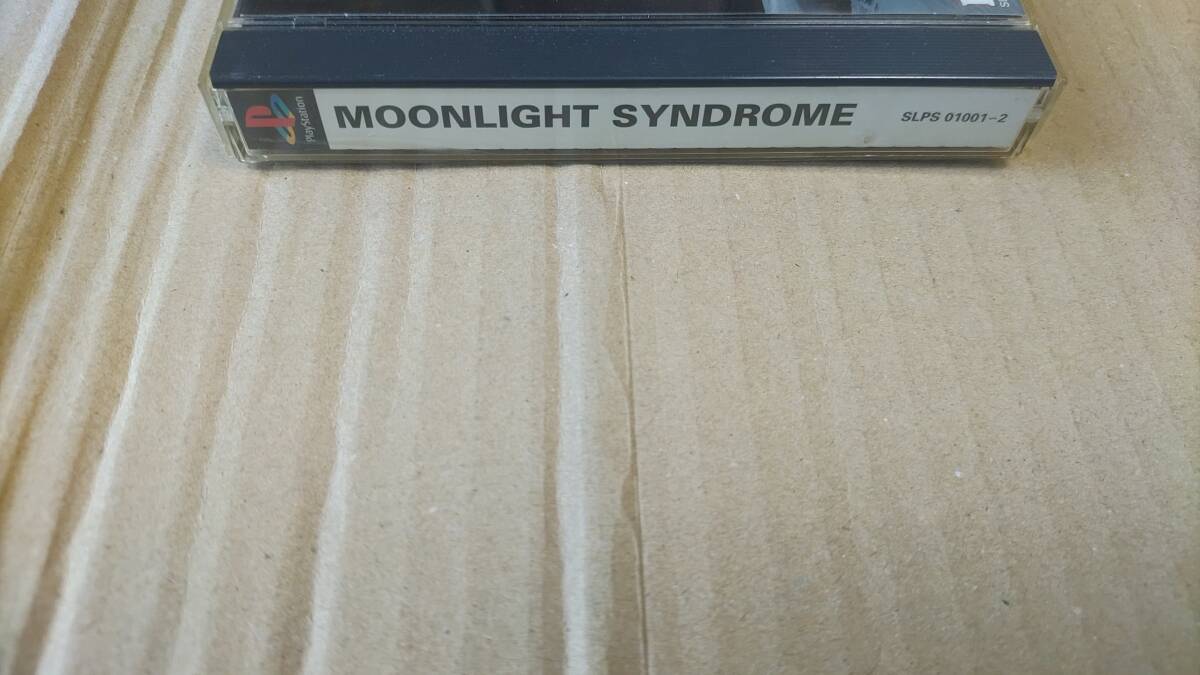 PlayStation
MOONLIGHT SYNDROME
SLPS 01001-2